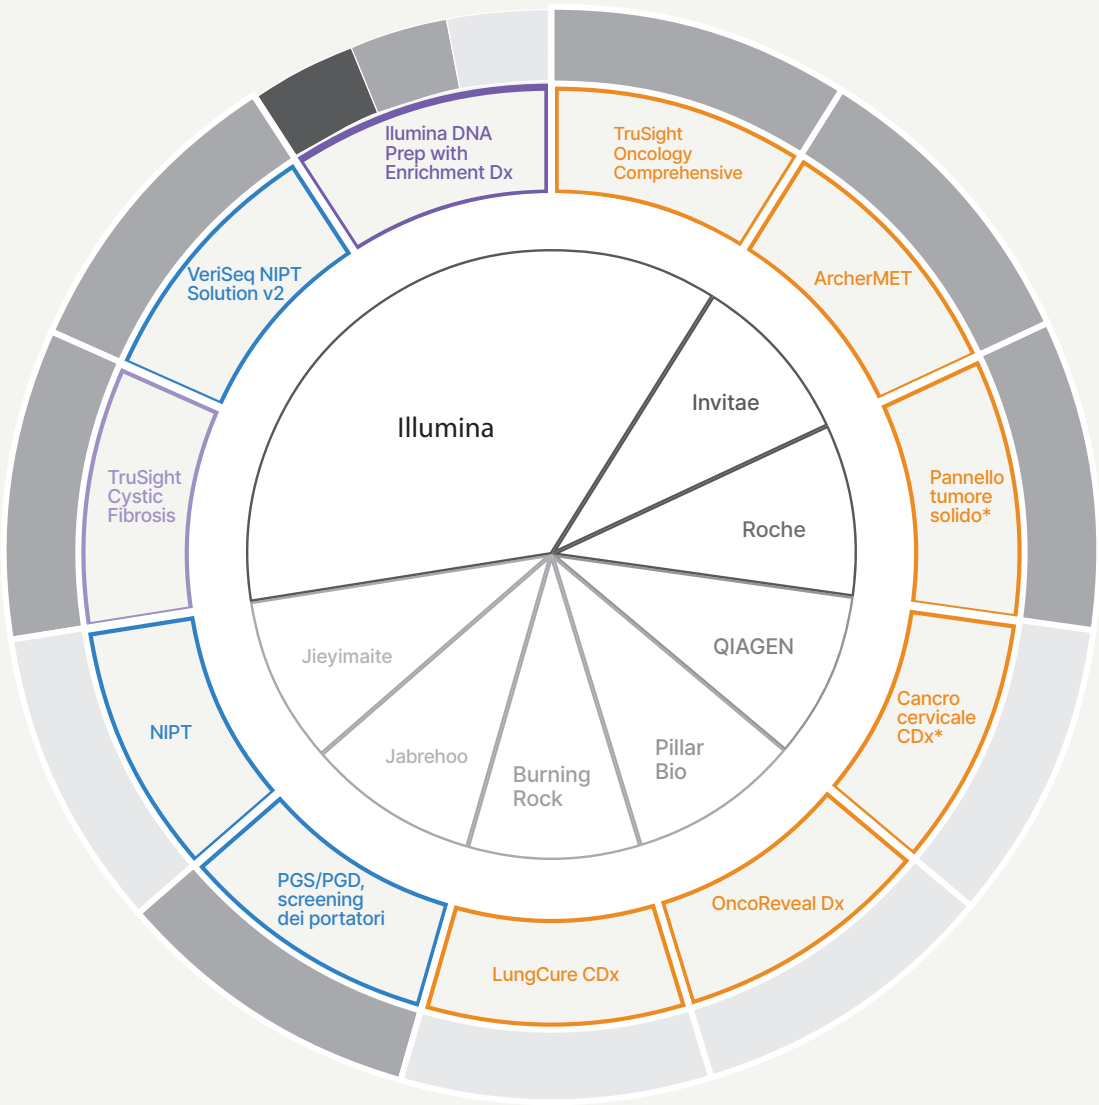 Ilumina DNA
Prep with
Enrichment Dx
TruSight
Oncology
Comprehensive
ArcherMET
Pannello
tumore
solido*
Cancro
cervicale
CDx*
OncoReveal Dx
LungCure CDx
PGS/PGD,
screening
dei portatori
NIPT
TruSight
Cystic
Fibrosis
VeriSeq NIPT
Solution v2
Illumina
Invitae
Roche
QIAGEN
Pillar
Bio
Burning
Rock
Jabrehoo
Jieyimaite